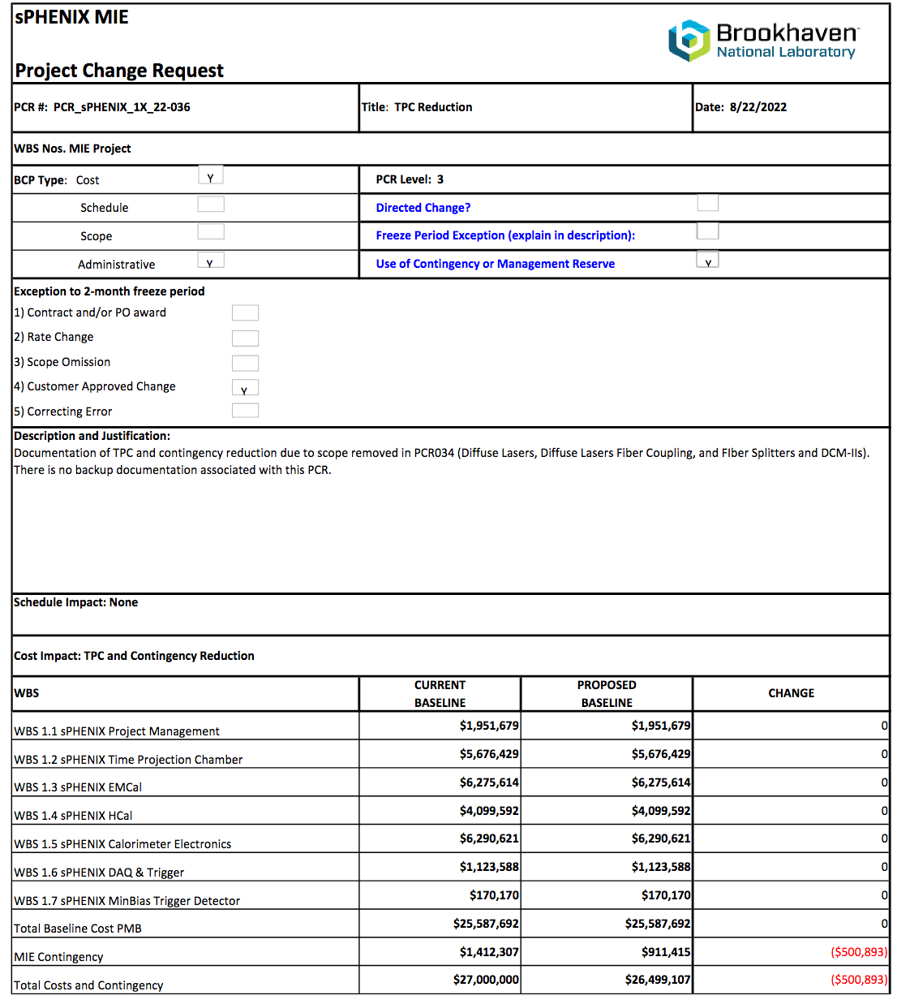 sPHENIX MIE
Brookhaven
National Laboratory
Project Change Request
PCR #: PCR_sPHENIX_1X_22-036 Title: TPC Reduction Date: 8/22/2022
WBS Nos. MIE Project
BCP Type: Cost Y PCR Level: 3
Schedule Directed Change?
Scope Freeze Period Exception (explain in description):
Administrative Y Use of Contingency or Management Reserve Y
Exception to 2-month freeze period
1) Contract and/or PO award
2) Rate Change
3) Scope Omission
4) Customer Approved Change Y
5) Correcting Error
Description and Justification:
Documentation of TPC and contingency reduction due to scope removed in PCR034 (Diffuse Lasers, Diffuse Lasers Fiber Coupling, and FIber Splitters and DCM-IIs).
There is no backup documentation associated with this PCR.
Schedule Impact: None
Cost Impact: TPC and Contingency Reduction
WBS CURRENT BASELINE PROPOSED BASELINE CHANGE
WBS 1.1 sPHENIX Project Management $1,951,679 $1,951,679 0
WBS 1.2 sPHENIX Time Projection Chamber $5,676,429 $5,676,429 0
WBS 1.3 sPHENIX EMCal $6,275,614 $6,275,614 0
WBS 1.4 sPHENIX HCal $4,099,592 $4,099,592 0
WBS 1.5 sPHENIX Calorimeter Electronics $6,290,621 $6,290,621 0
WBS 1.6 sPHENIX DAQ & Trigger $1,123,588 $1,123,588 0
WBS 1.7 sPHENIX MinBias Trigger Detector $170,170 $170,170 0
Total Baseline Cost PMB $25,587,692 $25,587,692 0
MIE Contingency $1,412,307 $911,415 ($500,893)
Total Costs and Contingency $27,000,000 $26,499,107 ($500,893)